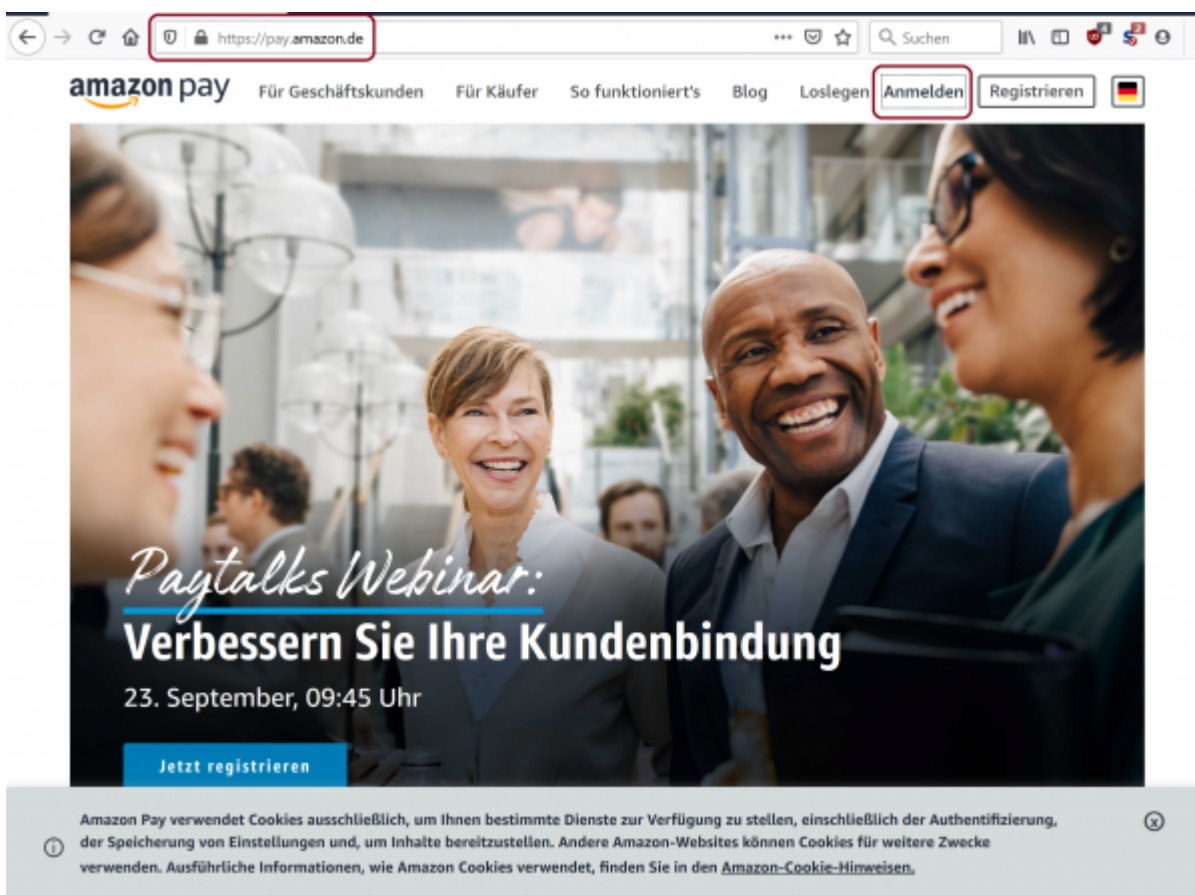 https://pay.amazon.de
Suchen
amazon pay Für Geschäftskunden Für Käufer So funktioniert's Blog Loslegen Anmelden Registrieren
Paytalks Webinar:
Verbessern Sie Ihre Kundenbindung
23. September, 09:45 Uhr
Jetzt registrieren
Amazon Pay verwendet Cookies ausschließlich, um Ihnen bestimmte Dienste zur Verfügung zu stellen, einschließlich der Authentifizierung,
der Speicherung von Einstellungen und, um Inhalte bereitzustellen. Andere Amazon-Websites können Cookies für weitere Zwecke
verwenden. Ausführliche Informationen, wie Amazon Cookies verwendet, finden Sie in den Amazon-Cookie-Hinweisen.